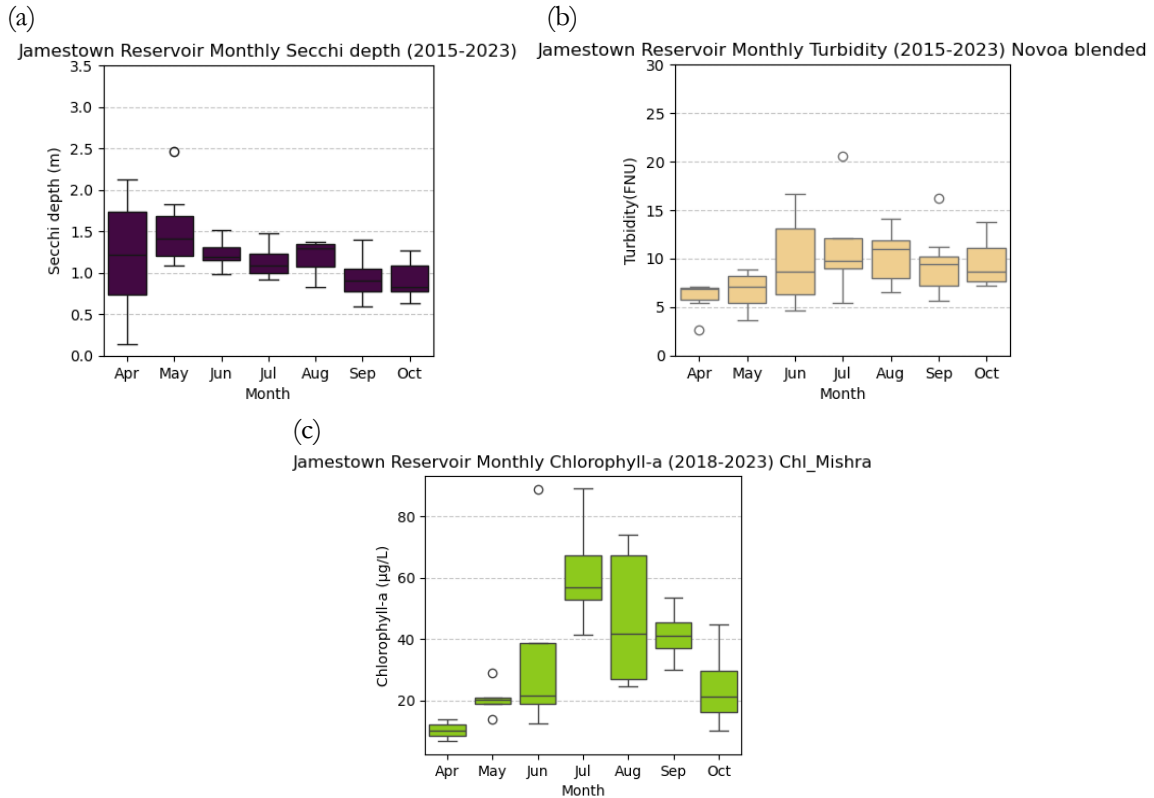 (a)
Jamestown Reservoir Monthly Secchi depth (2015-2023)
3.5
3.0
2.5
2.0
1.5
1.0
0.5
0.0
Secchi depth (m)
Apr May Jun Jul Aug Sep Oct
Month
(b)
Jamestown Reservoir Monthly Turbidity (2015-2023) Novoa blended
30
25
20
15
10
5
0
Turbidity(FNU)
Apr May Jun Jul Aug Sep Oct
Month
(c)
Jamestown Reservoir Monthly Chlorophyll-a (2018-2023) Chl_Mishra
80
60
40
20
Chlorophyll-a (µg/L)
Apr May Jun Jul Aug Sep Oct
Month